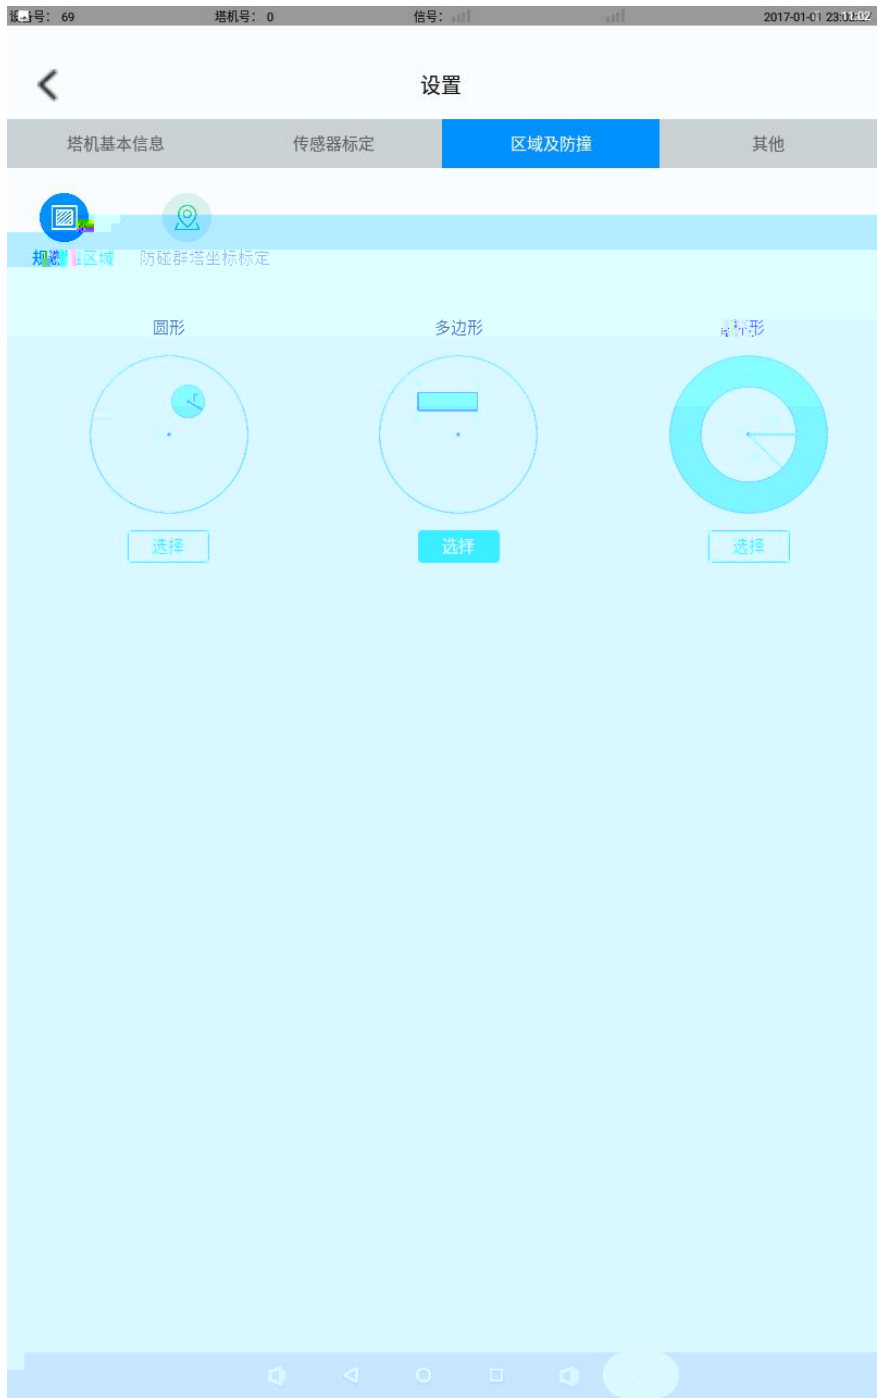 号： 69 塔机号： 0 信号： 2017-01-01
设置
塔机基本信息 传感器标定 区域及防撞 其他
区域 防碰群塔坐标标定
圆形 多边形 形
选择 选择 选择